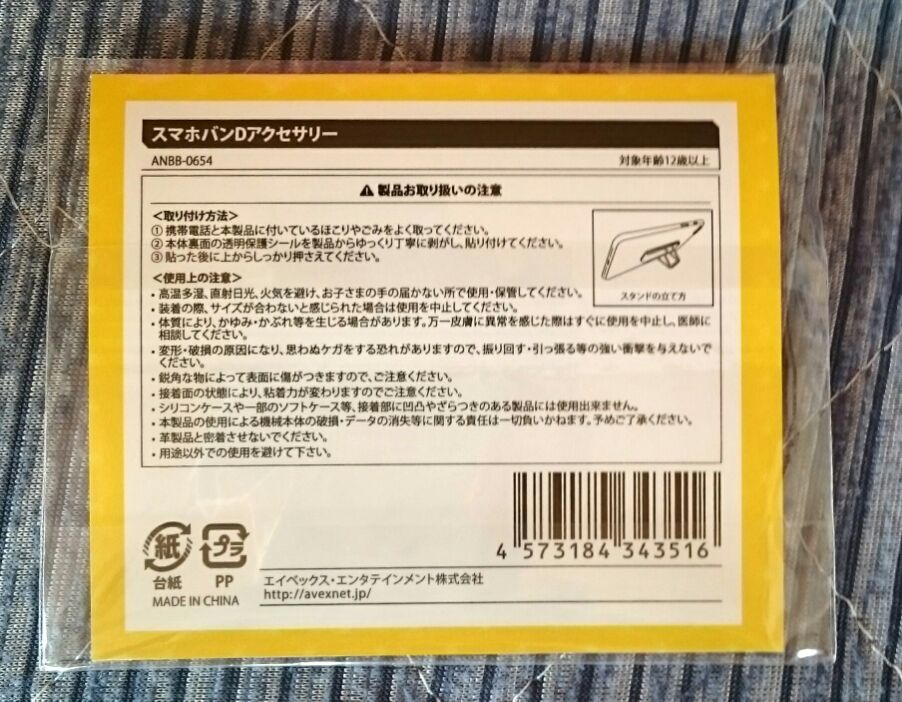 スマホバンDアクセサリー
ANBB-0654
対象年齢12歳以上
⚠ 製品お取り扱いの注意
<取り付け方法>
① 携帯電話と本製品に付いているほこりやごみをよく取ってください。
② 本体裏面の透明保護シールを製品からゆっくり丁寧に剥がし、貼り付けてください。
③ 貼った後に上からしっかり押さえてください。
スタンドの立て方
<使用上の注意>
・高温多湿、直射日光、火気を避け、お子さまの手の届かない所で使用・保管してください。
・装着の際、サイズが合わないと感じられた場合は使用を中止してください。
・体質により、かゆみ・かぶれ等を生じる場合があります。万一皮膚に異常を感じた際はすぐに使用を中止し、医師に
相談してください。
・変形・破損の原因になり、思わぬケガをする恐れがありますので、振り回す・引っ張る等の強い衝撃を与えないで
ください。
・鋭角な物によって表面に傷がつきますので、ご注意ください。
・接着面の状態により、粘着力が変わりますのでご注意ください。
・シリコンケースや一部のソフトケース等、接着部に凹凸やざらつきのある製品には使用出来ません。
・本製品の使用による機械本体の破損・データの消失等に関する責任は一切負いかねます。予めご了承ください。
・革製品と密着させないでください。
・用途以外での使用を避けて下さい。
4 573184 343516
紙
プラ
台紙
PP
MADE IN CHINA
エイベックス・エンタテインメント株式会社
http://avexnet.jp/